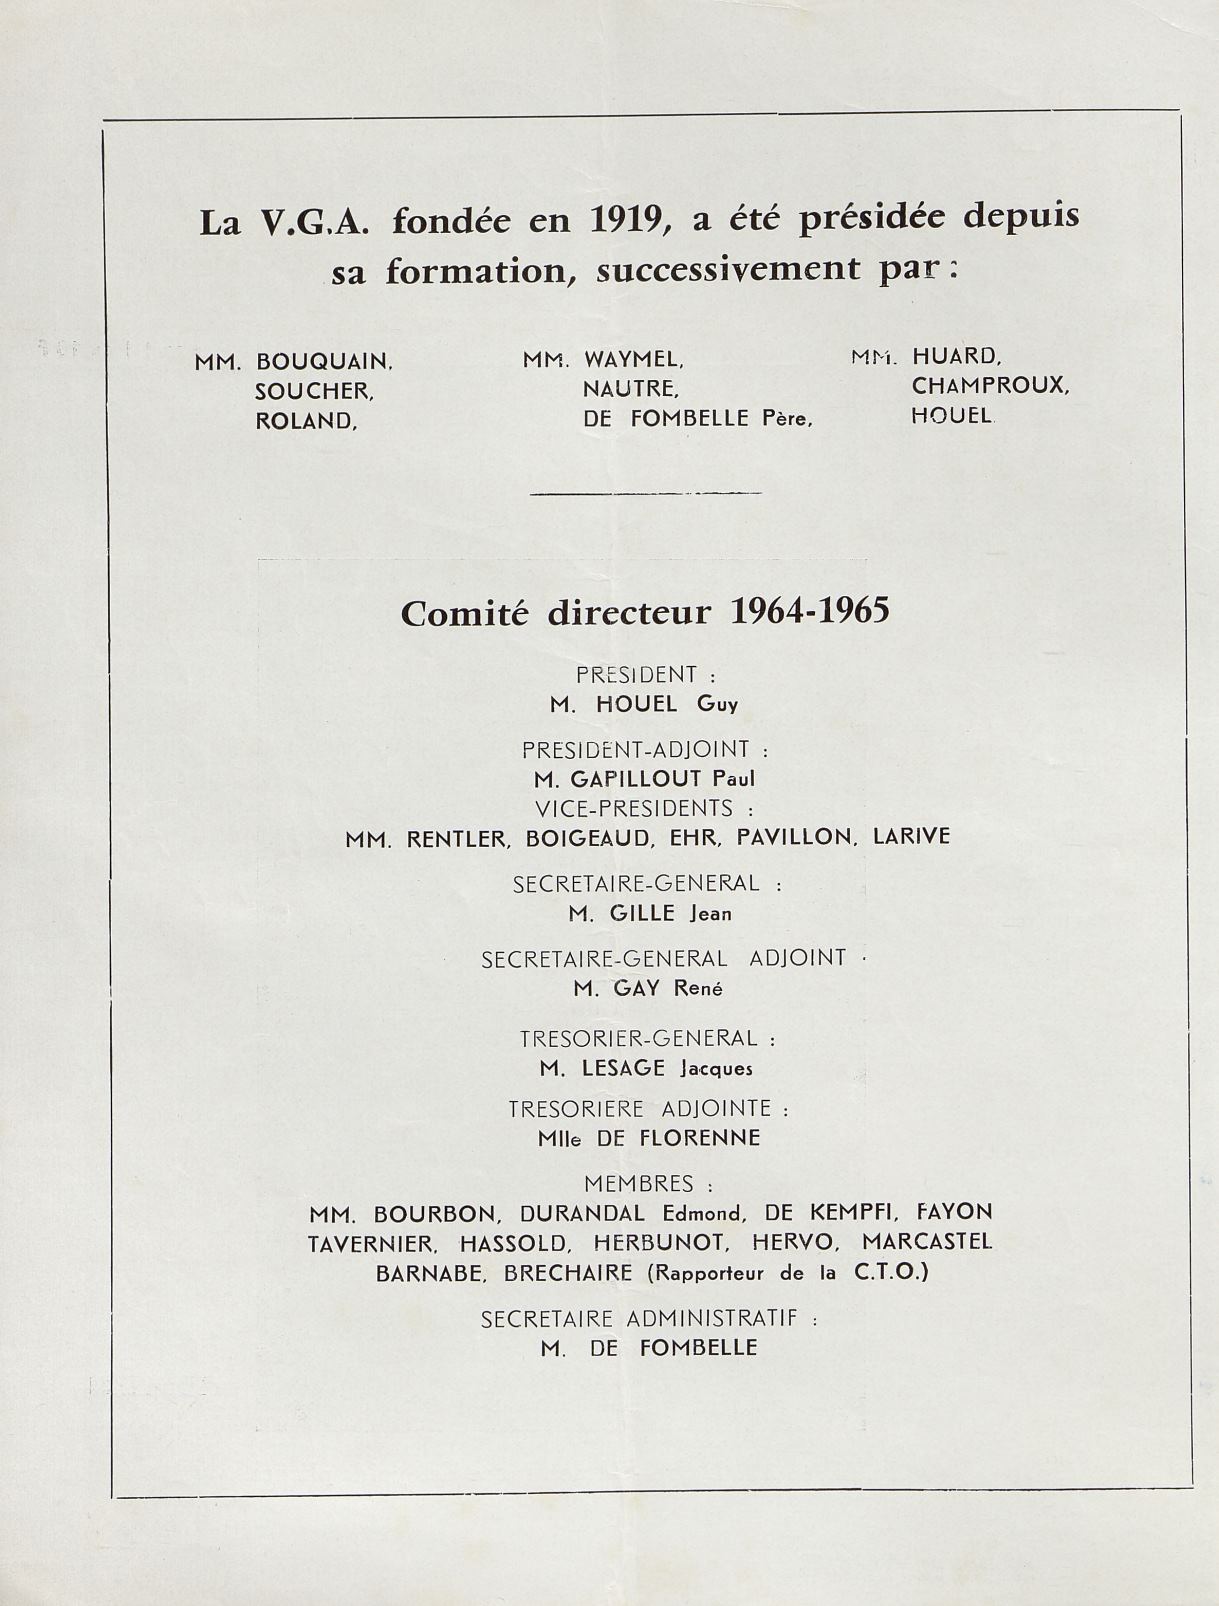 La V.G.A. fondée en 1919, a été présidée depuis
sa formation, successivement par :
MM. BOUQUAIN,
SOUCHER,
ROLAND,
MM. WAYMEL,
NAUTRE,
DE FOMBELLE Père,
MM. HUARD,
CHAMPROUX,
HOUEL.
Comité directeur 1964-1965
PRESIDENT :
M. HOUEL Guy
PRESIDENT-ADJOINT :
M. GAPILLOUT Paul
VICE-PRESIDENTS :
MM. RENTLER, BOIGEAUD, EHR, PAVILLON, LARIVE
SECRETAIRE-GENERAL :
M. GILLE Jean
SECRETAIRE-GENERAL ADJOINT :
M. GAY René
TRESORIER-GENERAL :
M. LESAGE Jacques
TRESORIERE ADJOINTE :
Mlle DE FLORENNE
MEMBRES :
MM. BOURBON, DURANDAL Edmond, DE KEMPFI, FAYON
TAVERNIER, HASSOLD, HERBUNOT, HERVO, MARCASTEL
BARNABE, BRECHAIRE (Rapporteur de la C.T.O.)
SECRETAIRE ADMINISTRATIF :
M. DE FOMBELLE